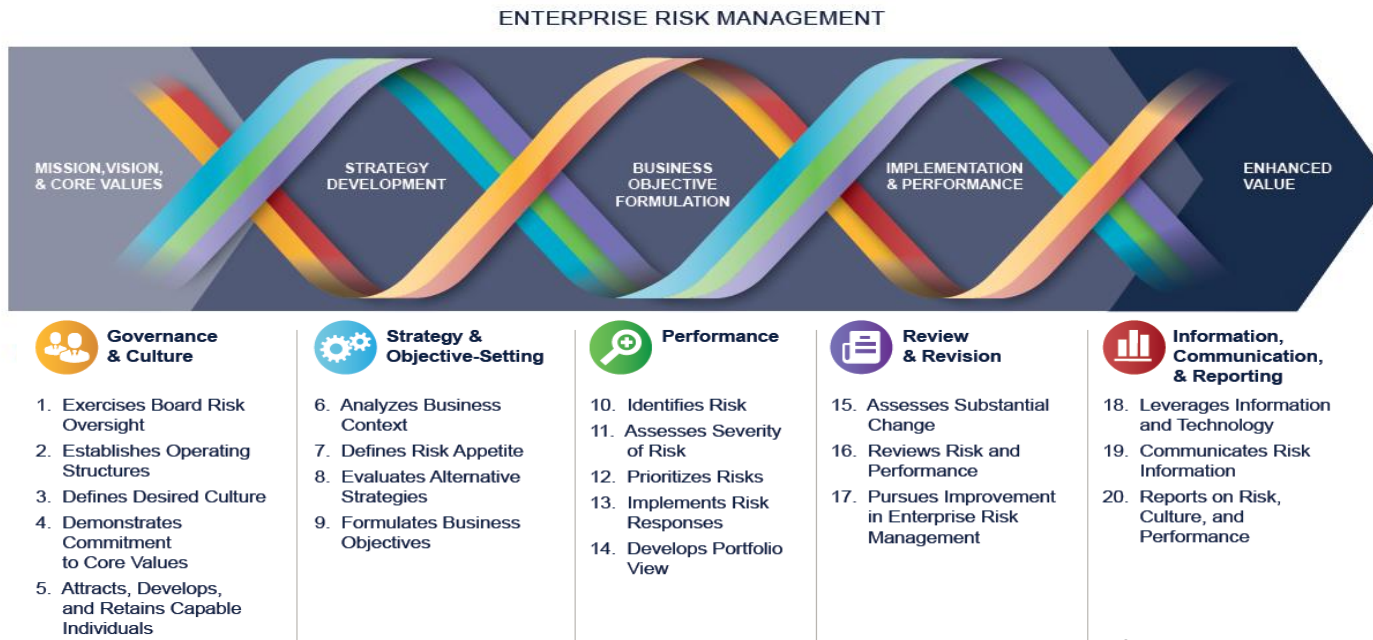 ENTERPRISE RISK MANAGEMENT
MISSION,VISION,
& CORE VALUES
STRATEGY
DEVELOPMENT
BUSINESS
OBJECTIVE
FORMULATION
IMPLEMENTATION
& PERFORMANCE
ENHANCED
VALUE
Governance
& Culture
1. Exercises Board Risk
Oversight
2. Establishes Operating
Structures
3. Defines Desired Culture
4. Demonstrates
Commitment
to Core Values
5. Attracts, Develops,
and Retains Capable
Individuals
Strategy &
Objective-Setting
6. Analyzes Business
Context
7. Defines Risk Appetite
8. Evaluates Alternative
Strategies
9. Formulates Business
Objectives
Performance
10. Identifies Risk
11. Assesses Severity
of Risk
12. Prioritizes Risks
13. Implements Risk
Responses
14. Develops Portfolio
View
Review
& Revision
15. Assesses Substantial
Change
16. Reviews Risk and
Performance
17. Pursues Improvement
in Enterprise Risk
Management
Information,
Communication,
& Reporting
18. Leverages Information
and Technology
19. Communicates Risk
Information
20. Reports on Risk,
Culture, and
Performance